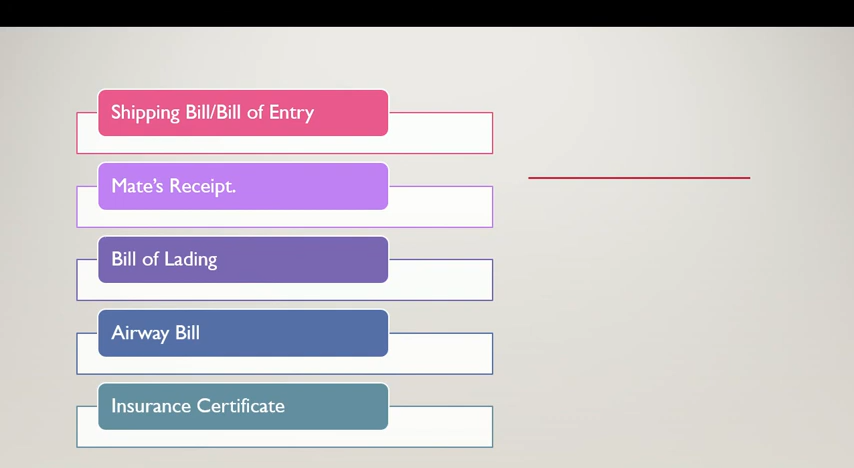 Shipping Bill/Bill of Entry
Mate's Receipt.
Bill of Lading
Airway Bill
Insurance Certificate